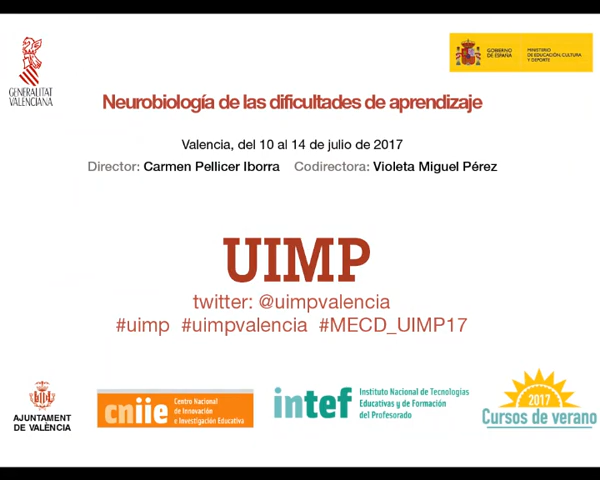 GENERALITAT
VALENCIANA
GOBIERNO
DE ESPAÑA
MINISTERIO
DE EDUCACIÓN, CULTURA
Y DEPORTE
Neurobiología de las dificultades de aprendizaje
Valencia, del 10 al 14 de julio de 2017
Director: Carmen Pellicer Iborra Codirectora: Violeta Miguel Pérez
UIMP
twitter: @uimpvalencia
#uimp #uimpvalencia #MECD_UIMP17
AJUNTAMENT
DE VALÈNCIA
cniie
Centro Nacional
de Innovación
e Investigación Educativa
intef
Instituto Nacional de Tecnologías
Educativas y de Formación
del Profesorado
2017
Cursos de verano